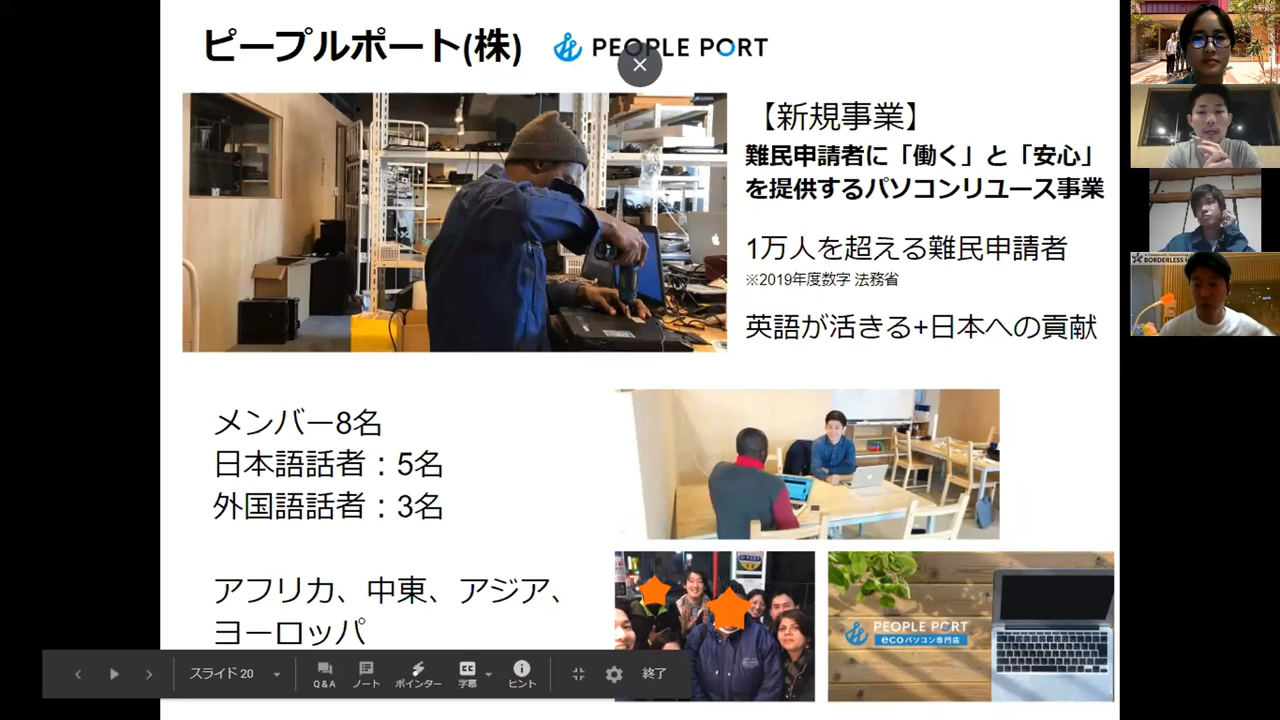 ピープルポート(株)
PEOPLE PORT
【新規事業】
難民申請者に「働く」と「安心」
を提供するパソコンリユース事業
1万人を超える難民申請者
※2019年度数字 法務省
英語が活きる+日本への貢献
メンバー8名
日本語話者：5名
外国語話者：3名
アフリカ、中東、アジア、
ヨーロッパ
PEOPLE PORT
ecoパソコン専門店
スライド 20
Q&A
ノート
ポインター
字幕
ヒント
終了
BORDERLESS